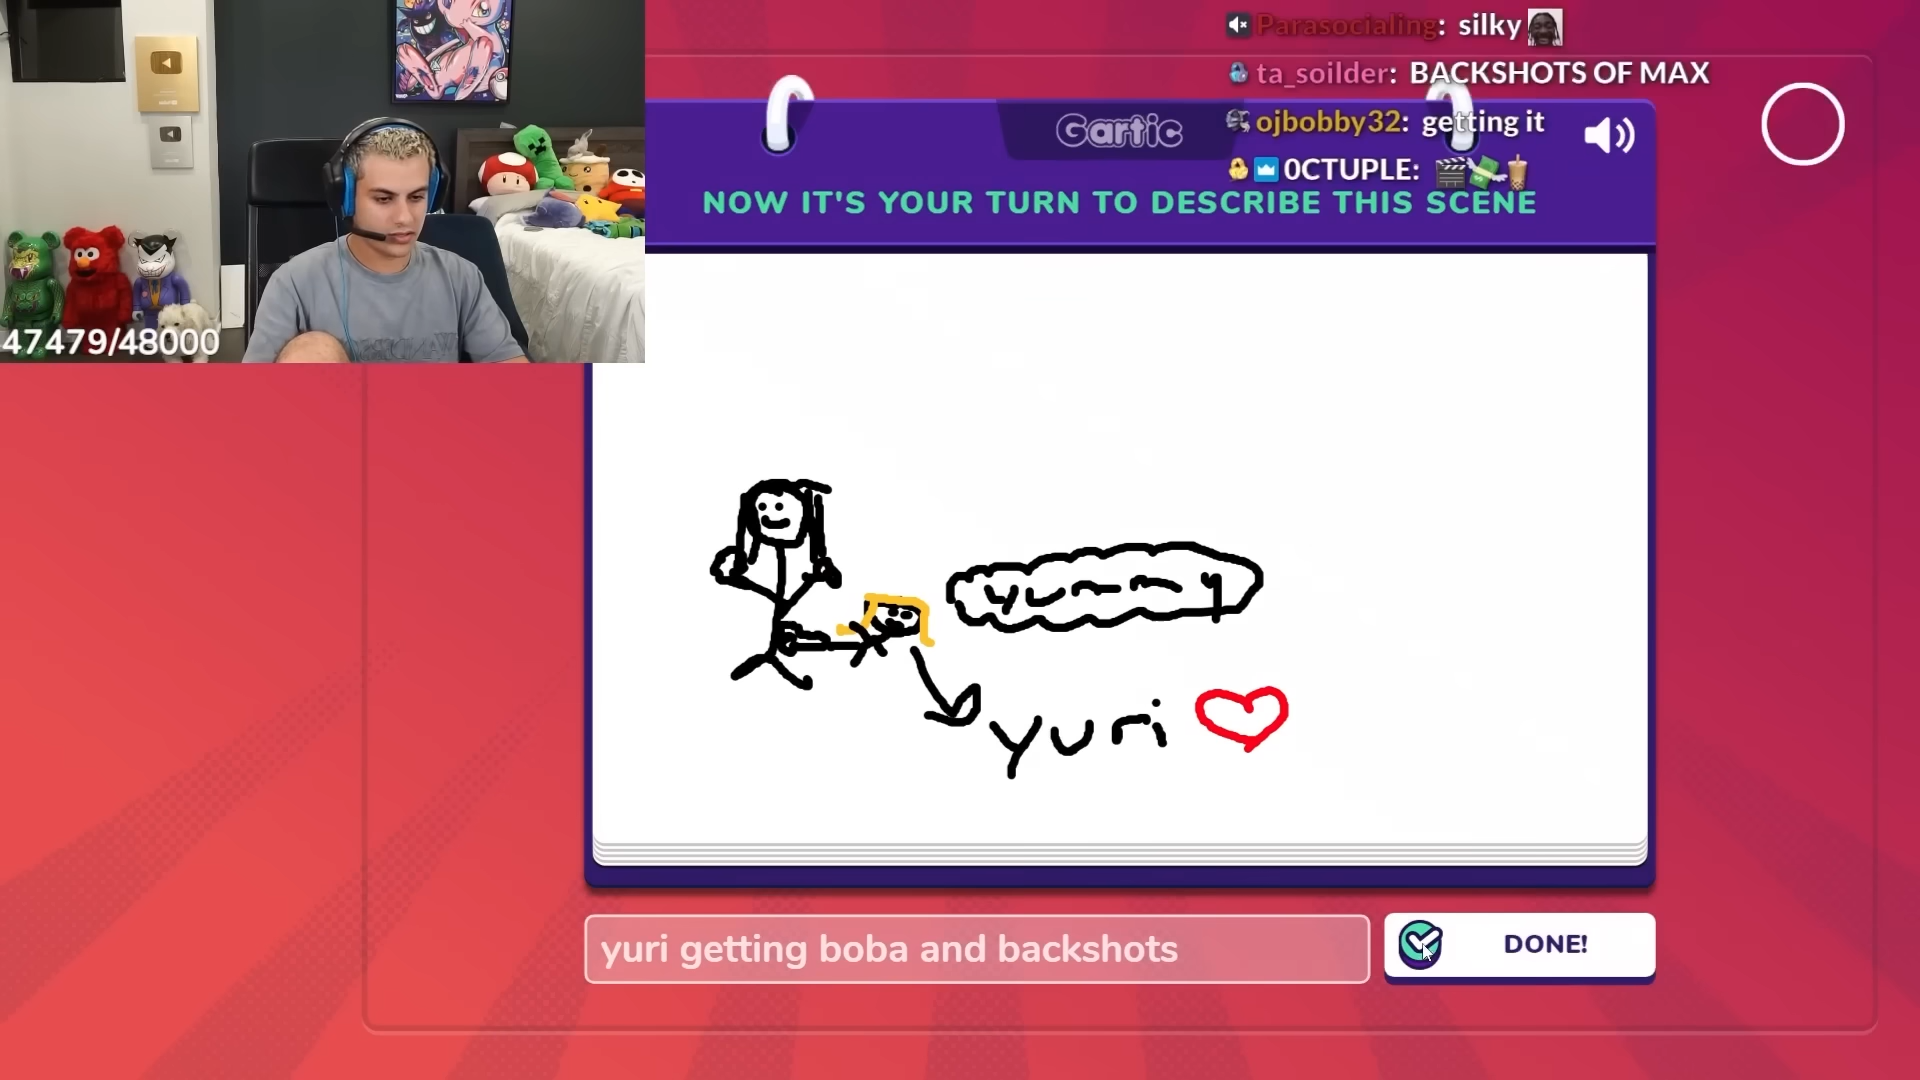 Parasocialing: silky
ta_soilder: BACKSHOTS OF MAX
Gartic
ojbobby32: getting it
0CTUPLE:
NOW IT'S YOUR TURN TO DESCRIBE THIS SCENE
47479/48000
yummy
yuri
yuri getting boba and backshots
DONE!